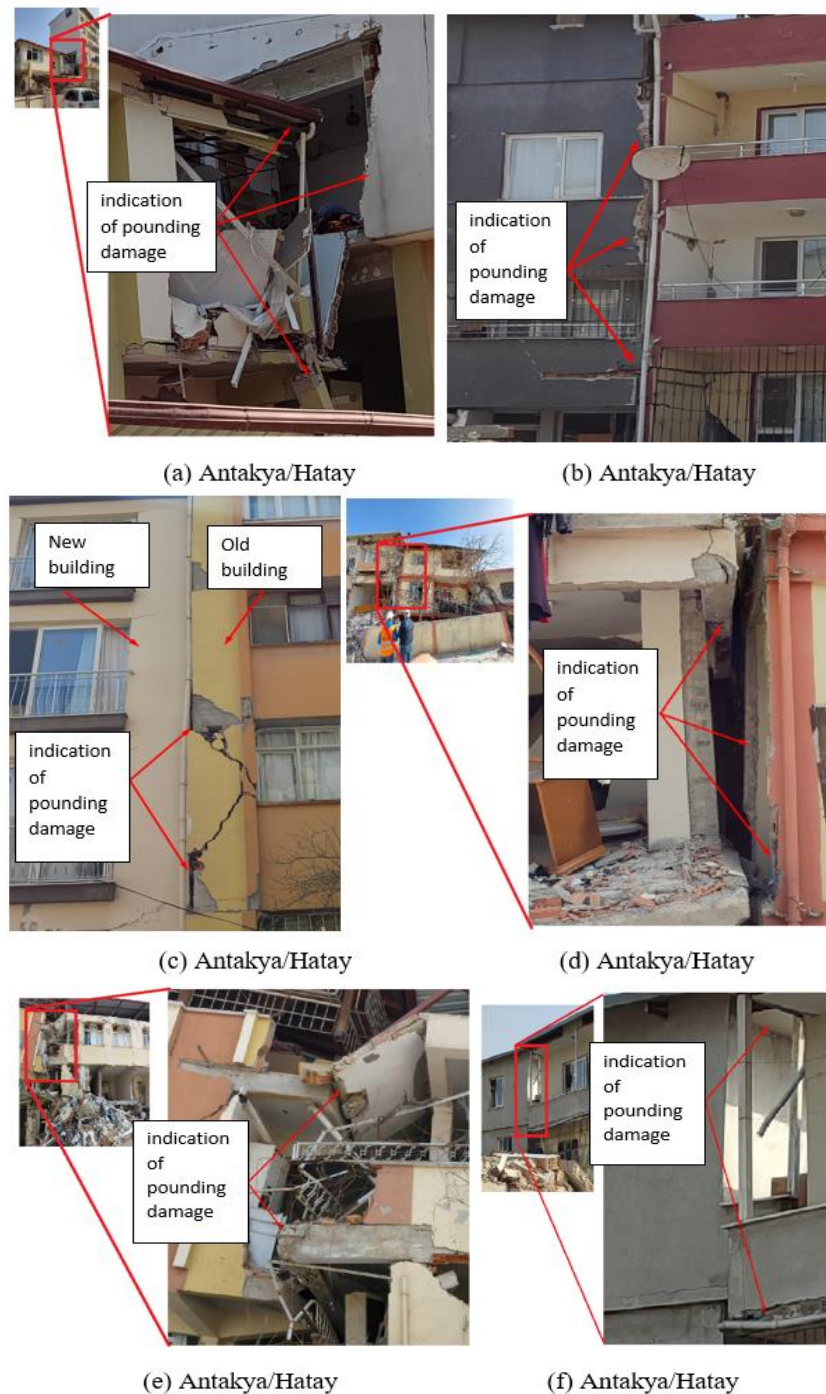 indication
of pounding
damage
indication
of
pounding
damage
(a) Antakya/Hatay
(b) Antakya/Hatay
New
building
Old
building
indication
of
pounding
damage
indication
of
pounding
damage
(c) Antakya/Hatay
(d) Antakya/Hatay
indication
of
pounding
damage
indication
of
pounding
damage
(e) Antakya/Hatay
(f) Antakya/Hatay